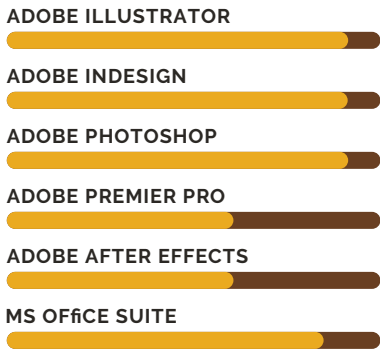 ADOBE ILLUSTRATOR
ADOBE INDESIGN
ADOBE PHOTOSHOP
ADOBE PREMIER PRO
ADOBE AFTER EFFECTS
MS OFfiCE SUITE